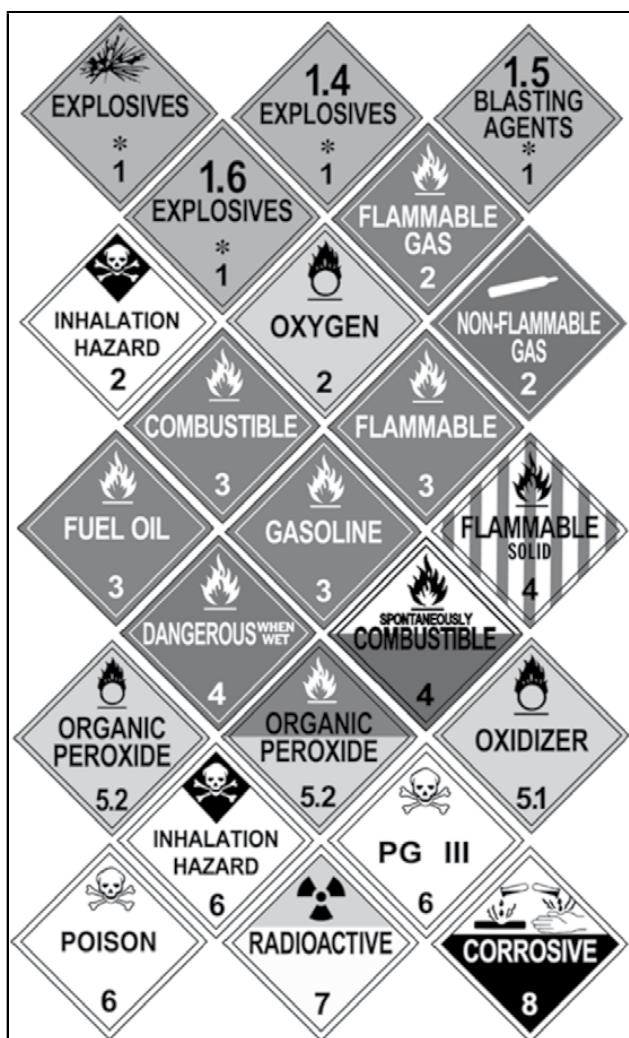 EXPLOSIVES
*
1
1.4
EXPLOSIVES
*
1
1.5
BLASTING
AGENTS
*
1
1.6
EXPLOSIVES
*
1
FLAMMABLE
GAS
2
INHALATION
HAZARD
2
OXYGEN
2
NON-FLAMMABLE
GAS
2
COMBUSTIBLE
3
FLAMMABLE
3
FUEL OIL
3
GASOLINE
3
FLAMMABLE
SOLID
4
DANGEROUS WHEN
WET
4
SPONTANEOUSLY
COMBUSTIBLE
4
ORGANIC
PEROXIDE
5.2
ORGANIC
PEROXIDE
5.2
OXIDIZER
5.1
INHALATION
HAZARD
6
PG III
6
POISON
6
RADIOACTIVE
7
CORROSIVE
8